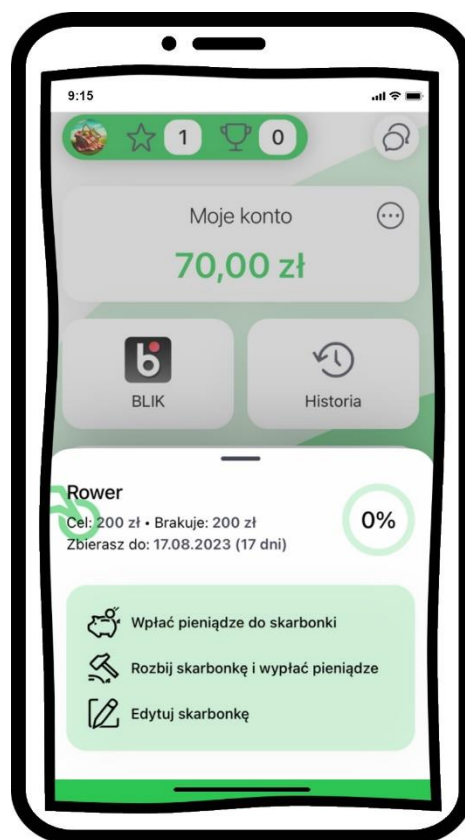 9:15
1
0
Moje konto
70,00 zł
BLIK
Historia
Rower
Cel: 200 zł • Brakuje: 200 zł
0%
Zbierasz do: 17.08.2023 (17 dni)
Wpłać pieniądze do skarbonki
Rozbij skarbonkę i wypłać pieniądze
Edytuj skarbonkę